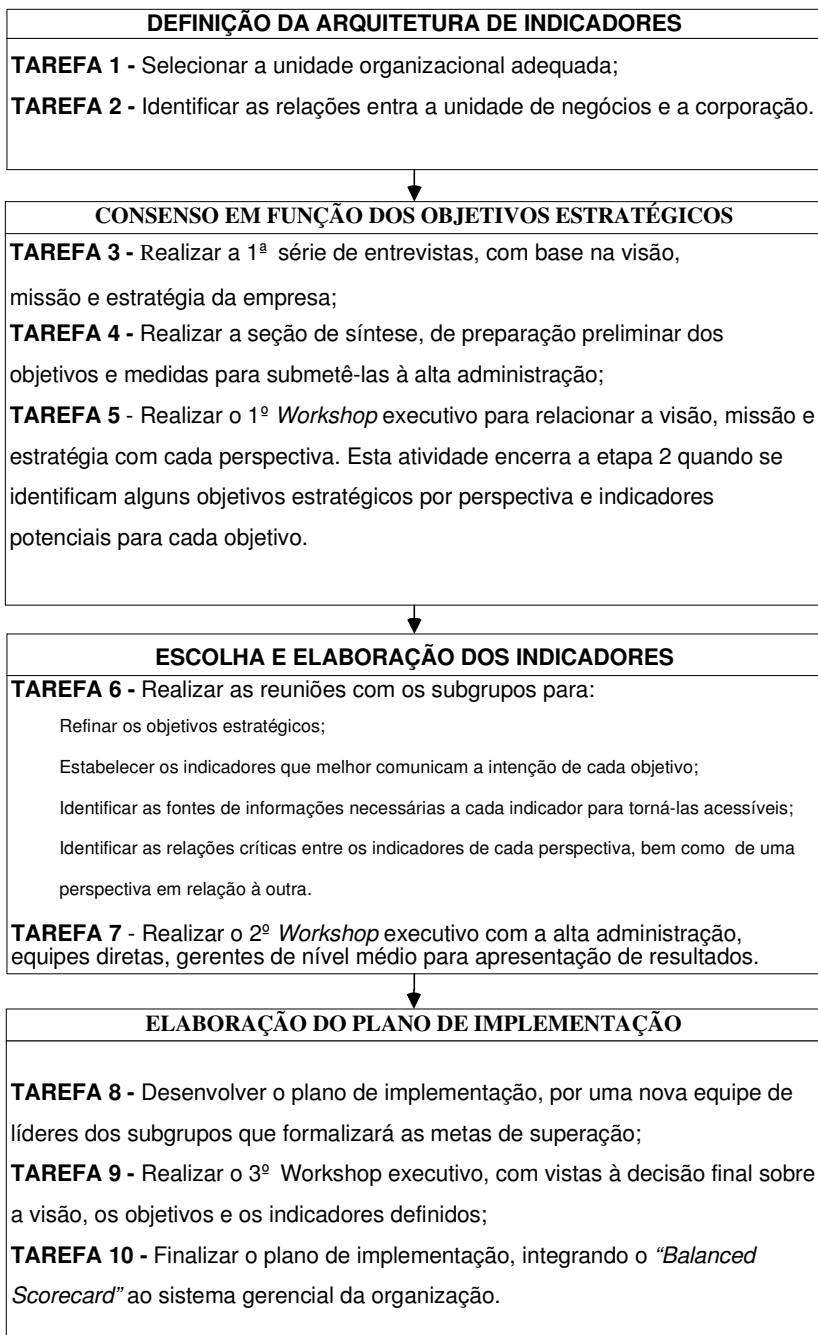 DEFINIÇÃO DA ARQUITETURA DE INDICADORES
TAREFA 1 - Selecionar a unidade organizacional adequada;
TAREFA 2 - Identificar as relações entra a unidade de negócios e a corporação.
CONSENSO EM FUNÇÃO DOS OBJETIVOS ESTRATÉGICOS
TAREFA 3 - Realizar a 1ª série de entrevistas, com base na visão,
missão e estratégia da empresa;
TAREFA 4 - Realizar a seção de síntese, de preparação preliminar dos
objetivos e medidas para submetê-las à alta administração;
TAREFA 5 - Realizar o 1º Workshop executivo para relacionar a visão, missão e
estratégia com cada perspectiva. Esta atividade encerra a etapa 2 quando se
identificam alguns objetivos estratégicos por perspectiva e indicadores
potenciais para cada objetivo.
ESCOLHA E ELABORAÇÃO DOS INDICADORES
TAREFA 6 - Realizar as reuniões com os subgrupos para:
Refinar os objetivos estratégicos;
Estabelecer os indicadores que melhor comunicam a intenção de cada objetivo;
Identificar as fontes de informações necessárias a cada indicador para torná-las acessíveis;
Identificar as relações críticas entre os indicadores de cada perspectiva, bem como de uma
perspectiva em relação à outra.
TAREFA 7 - Realizar o 2º Workshop executivo com a alta administração,
equipes diretas, gerentes de nível médio para apresentação de resultados.
ELABORAÇÃO DO PLANO DE IMPLEMENTAÇÃO
TAREFA 8 - Desenvolver o plano de implementação, por uma nova equipe de
líderes dos subgrupos que formalizará as metas de superação;
TAREFA 9 - Realizar o 3º Workshop executivo, com vistas à decisão final sobre
a visão, os objetivos e os indicadores definidos;
TAREFA 10 - Finalizar o plano de implementação, integrando o “Balanced
Scorecard” ao sistema gerencial da organização.